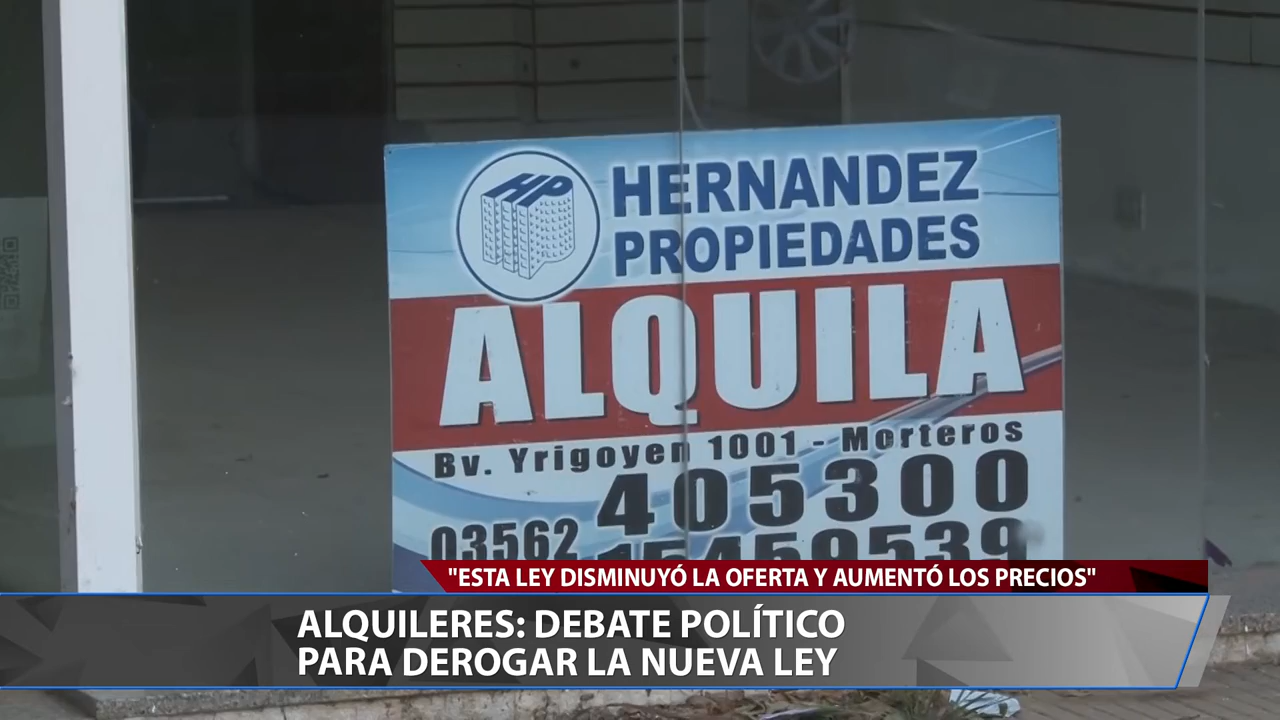 HP
HERNANDEZ
PROPIEDADES
ALQUILA
Bv. Yrigoyen 1001 - Morteros
405300
03562
15459539
"ESTA LEY DISMINUYÓ LA OFERTA Y AUMENTÓ LOS PRECIOS"
ALQUILERES: DEBATE POLÍTICO
PARA DEROGAR LA NUEVA LEY